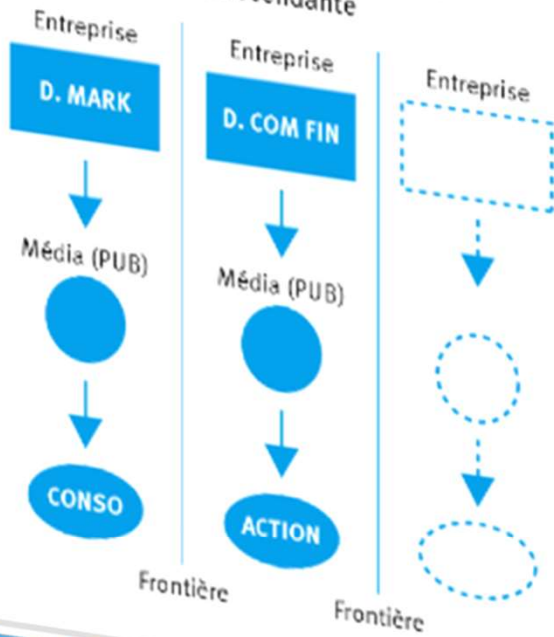 Entreprise
D. MARK
Média (PUB)
CONSO
Frontière
Entreprise
D. COM FIN
Média (PUB)
ACTION
Frontière
Entreprise